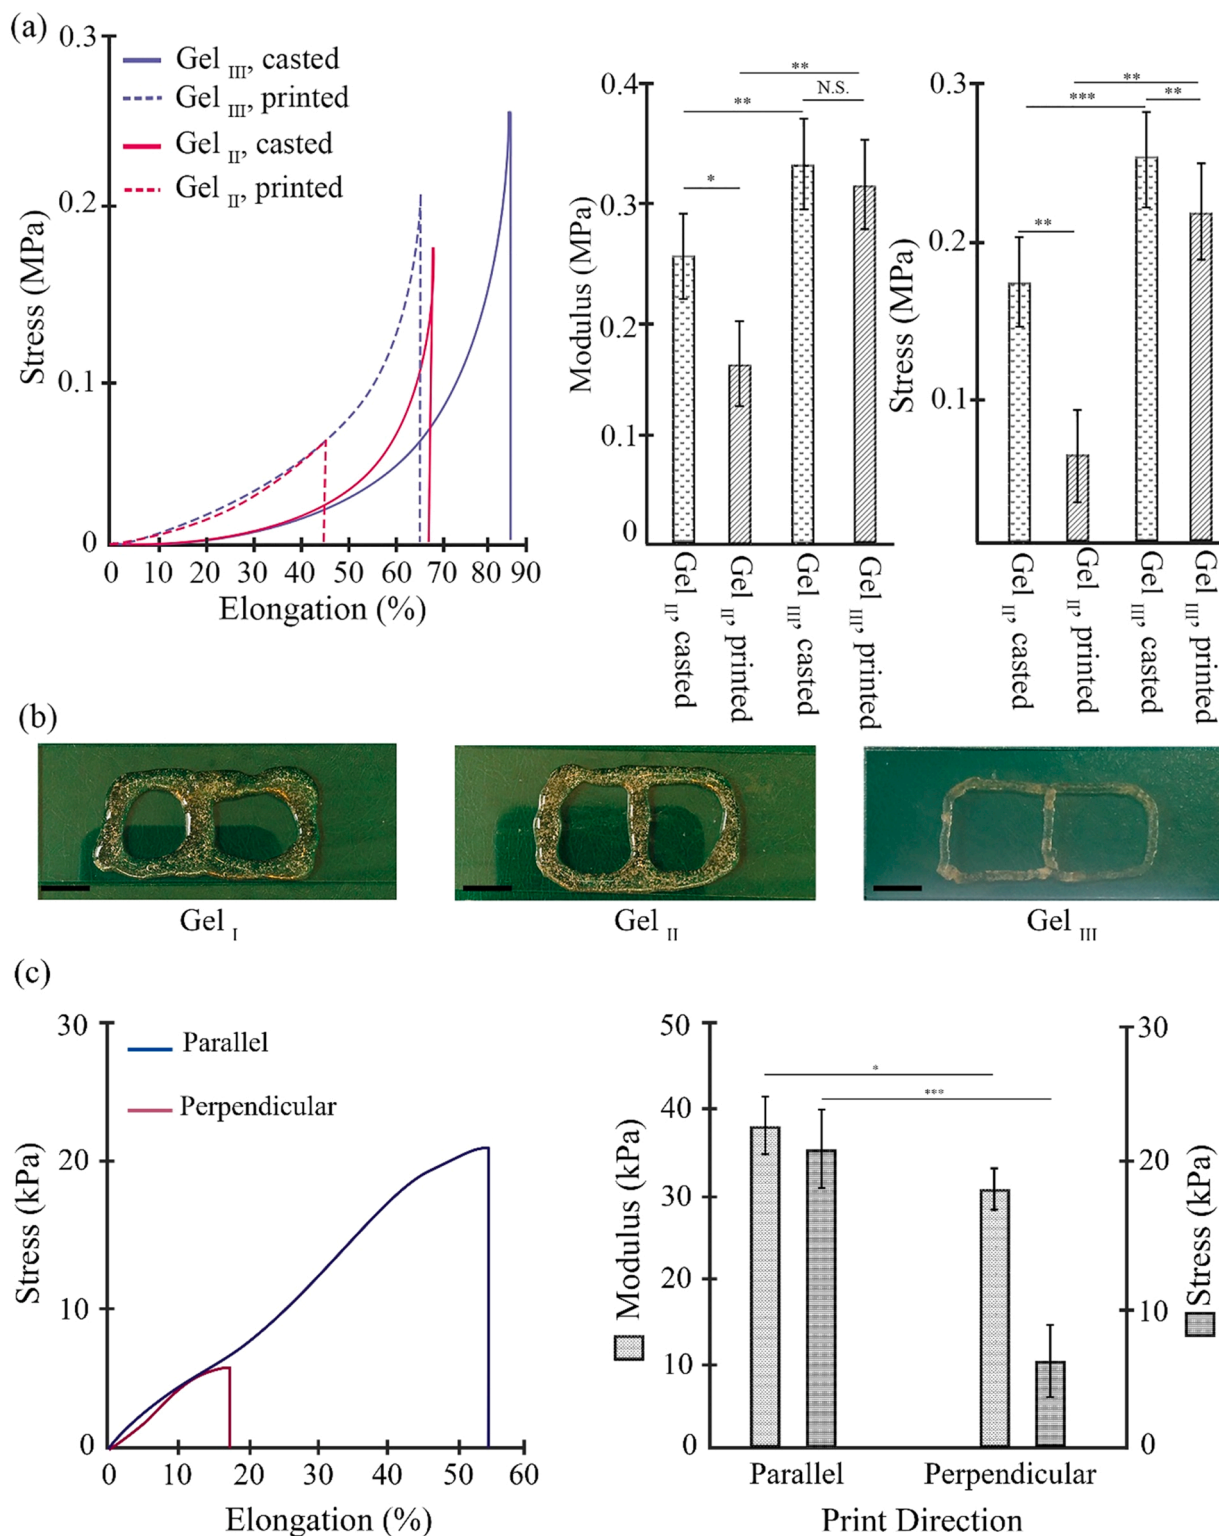 (a)
0.3
0.2
0.1
0
Stress (MPa)
Gel III, casted
Gel III, printed
Gel II, casted
Gel II, printed
0 10 20 30 40 50 60 70 80 90
Elongation (%)
0.4
0.3
0.2
0.1
0
Modulus (MPa)
**
** N.S.
*
Gel II, casted
Gel II, printed
Gel III, casted
Gel III, printed
0.3
0.2
0.1
Stress (MPa)
**
*** **
**
Gel II, casted
Gel II, printed
Gel III, casted
Gel III, printed
(b)
Gel I
Gel II
Gel III
(c)
30
20
10
0
Stress (kPa)
Parallel
Perpendicular
0 10 20 30 40 50 60
Elongation (%)
50
40
30
20
10
0
Modulus (kPa)
*
***
30
20
10
0
Stress (kPa)
Parallel Perpendicular
Print Direction